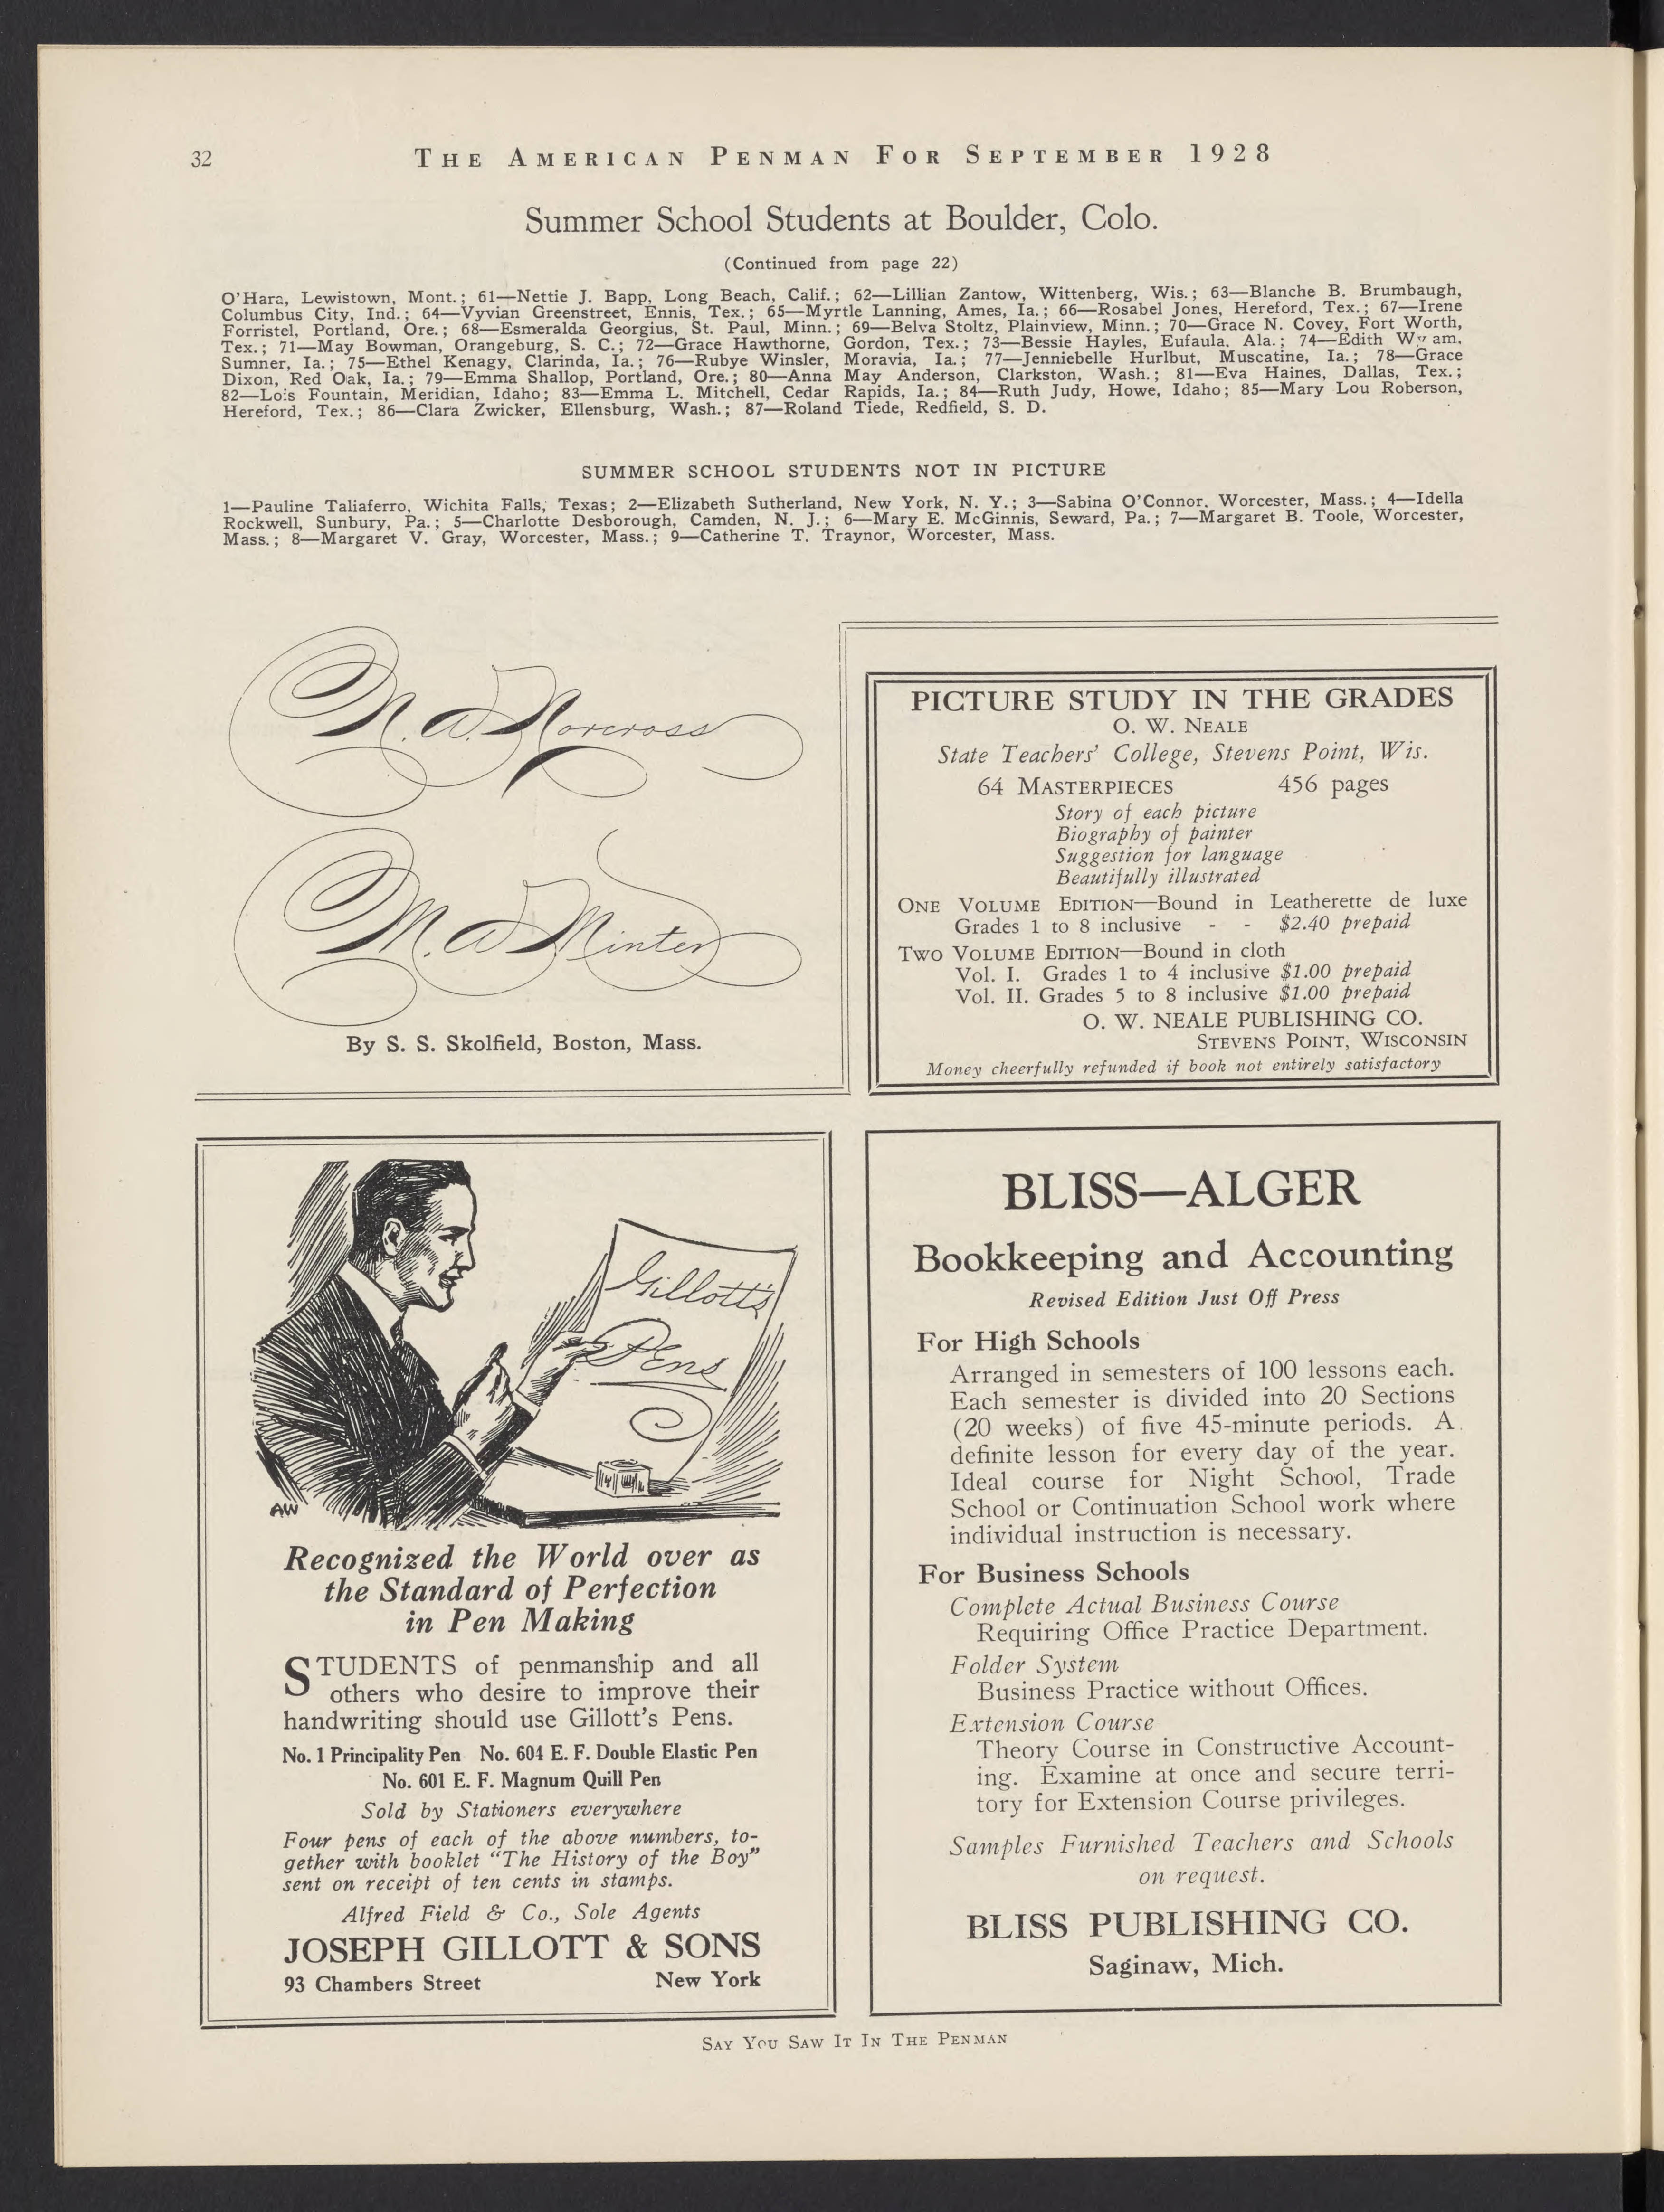 32
THE AMERICAN PENMAN FOR SEPTEMBER 1928
Summer School Students at Boulder, Colo.
(Continued from page 22)
O'Hara, Lewistown, Mont.; 61—Nettie J. Bapp, Long Beach, Calif.; 62—Lillian Zantow, Wittenberg, Wis.; 63—Blanche B. Brumbaugh,
Columbus City, Ind.; 64—Vyvian Greenstreet, Ennis, Tex.; 65—Myrtle Lanning, Ames, Ia.; 66—Rosabel Jones, Hereford, Tex.; 67—Irene
Forristel, Portland, Ore.; 68—Esmeralda Georgius, St. Paul, Minn.; 69—Belva Stoltz, Plainview, Minn.; 70—Grace N. Covey, Fort Worth,
Tex.; 71—May Bowman, Orangeburg, S. C.; 72—Grace Hawthorne, Gordon, Tex.; 73—Bessie Hayles, Eufaula, Ala.; 74—Edith
Sumner, Ia.; 75—Ethel Kenagy, Clarinda, Ia.; 76—Rubye Winsler, Moravia, Ia.; 77—Jenniebelle Hurlbut, Muscatine, Ia.; 78—Grace
Dixon, Red Oak, Ia.; 79—Emma Shallop, Portland, Ore.; 80—Anna May Anderson, Clarkston, Wash.; 81—Eva Haines, Dallas, Tex.;
82—Lois Fountain, Meridian, Idaho; 83—Emma L. Mitchell, Cedar Rapids, Ia.; 84—Ruth Judy, Howe, Idaho; 85—Mary Lou Roberson,
Hereford, Tex.; 86—Clara Zwicker, Ellensburg, Wash.; 87—Roland Tiede, Redfield, S. D.
SUMMER SCHOOL STUDENTS NOT IN PICTURE
1—Pauline Taliaferro, Wichita Falls, Texas; 2—Elizabeth Sutherland, New York, N. Y.; 3—Sabina O'Connor, Worcester, Mass.; 4—Idella
Rockwell, Sunbury, Pa.; 5—Charlotte Desborough, Camden, N. J.; 6—Mary E. McGinnis, Seward, Pa.; 7—Margaret B. Toole, Worcester,
Mass.; 8—Margaret V. Gray, Worcester, Mass.; 9—Catherine T. Traynor, Worcester, Mass.
N. A. Norcross
M. A. Minter
By S. S. Skolfield, Boston, Mass.
PICTURE STUDY IN THE GRADES
O. W. NEALE
State Teachers' College, Stevens Point, Wis.
64 MASTERPIECES 456 pages
Story of each picture
Biography of painter
Suggestion for language
Beautifully illustrated
ONE VOLUME EDITION—Bound in Leatherette de luxe
Grades 1 to 8 inclusive - - $2.40 prepaid
TWO VOLUME EDITION—Bound in cloth
Vol. I. Grades 1 to 4 inclusive $1.00 prepaid
Vol. II. Grades 5 to 8 inclusive $1.00 prepaid
O. W. NEALE PUBLISHING CO.
STEVENS POINT, WISCONSIN
Money cheerfully refunded if book not entirely satisfactory
Gillott's
Pens
AW
Recognized the World over as
the Standard of Perfection
in Pen Making
STUDENTS of penmanship and all
others who desire to improve their
handwriting should use Gillott's Pens.
No. 1 Principality Pen No. 604 E. F. Double Elastic Pen
No. 601 E. F. Magnum Quill Pen
Sold by Stationers everywhere
Four pens of each of the above numbers, to-
gether with booklet "The History of the Boy"
sent on receipt of ten cents in stamps.
Alfred Field & Co., Sole Agents
JOSEPH GILLOTT & SONS
93 Chambers Street New York
BLISS—ALGER
Bookkeeping and Accounting
Revised Edition Just Off Press
For High Schools
Arranged in semesters of 100 lessons each.
Each semester is divided into 20 Sections
(20 weeks) of five 45-minute periods. A
definite lesson for every day of the year.
Ideal course for Night School, Trade
School or Continuation School work where
individual instruction is necessary.
For Business Schools
Complete Actual Business Course
Requiring Office Practice Department.
Folder System
Business Practice without Offices.
Extension Course
Theory Course in Constructive Account-
ing. Examine at once and secure terri-
tory for Extension Course privileges.
Samples Furnished Teachers and Schools
on request.
BLISS PUBLISHING CO.
Saginaw, Mich.
SAY YOU SAW IT IN THE PENMAN